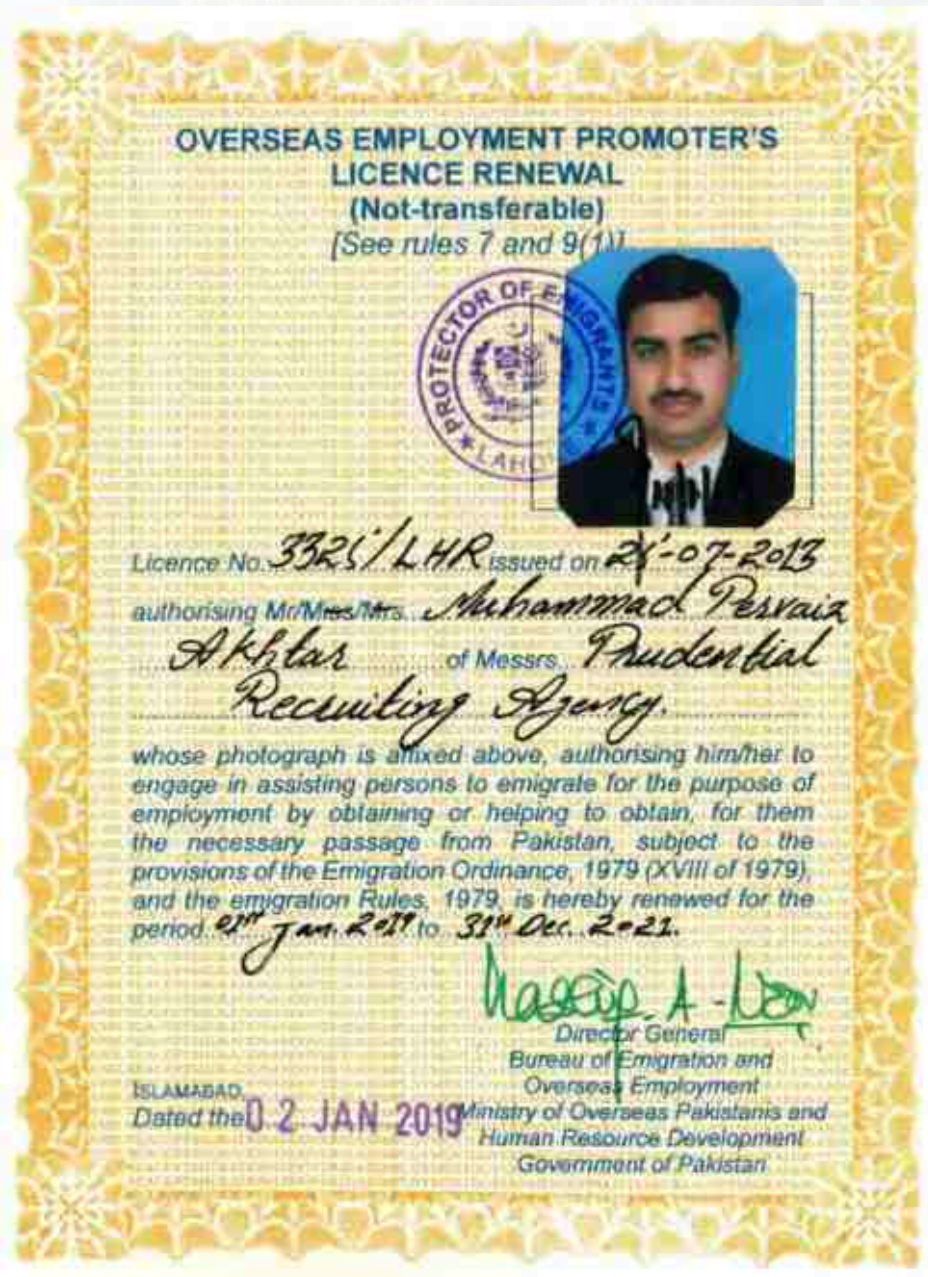 OVERSEAS EMPLOYMENT PROMOTER'S
LICENCE RENEWAL
(Not-transferable)
[See rules 7 and 9(1)]
PROTECTOR OF EMIGRANTS
LAHO
Licence No. 3325/LHR issued on 25-07-2013
authorising Mr/Miss/Mrs. Muhammad Pervaiz
Akhtar of Messrs. Prudential
Recruiting Agency.
whose photograph is affixed above, authorising him/her to
engage in assisting persons to emigrate for the purpose of
employment by obtaining or helping to obtain, for them
the necessary passage from Pakistan, subject to the
provisions of the Emigration Ordinance, 1979 (XVIII of 1979),
and the emigration Rules, 1979, is hereby renewed for the
period 01st Jan. 2019 to 31st Dec. 2021.
Director General
Bureau of Emigration and
Overseas Employment
Ministry of Overseas Pakistanis and
Human Resource Development
Government of Pakistan
ISLAMABAD,
Dated the 02 JAN 2019